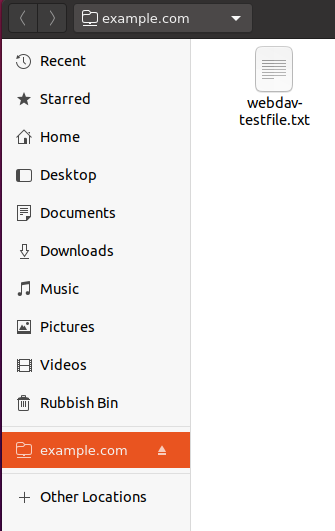 example.com
Recent
Starred
Home
Desktop
Documents
Downloads
Music
Pictures
Videos
Rubbish Bin
example.com
Other Locations
webdav-
testfile.txt